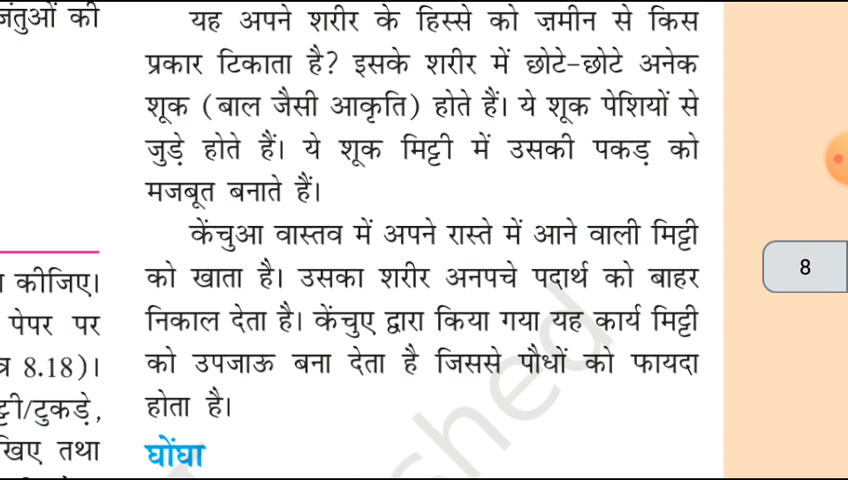 जंतुओं की
कीजिए।
पेपर पर
8.18)।
टुकड़े,
तथा
यह अपने शरीर के हिस्से को ज़मीन से किस
प्रकार टिकाता है? इसके शरीर में छोटे-छोटे अनेक
शूक (बाल जैसी आकृति) होते हैं। ये शूक पेशियों से
जुड़े होते हैं। ये शूक मिट्टी में उसकी पकड़ को
मजबूत बनाते हैं।
केंचुआ वास्तव में अपने रास्ते में आने वाली मिट्टी
को खाता है। उसका शरीर अनपचे पदार्थ को बाहर
निकाल देता है। केंचुए द्वारा किया गया यह कार्य मिट्टी
को उपजाऊ बना देता है जिससे पौधों को फायदा
होता है।
घोंघा
8